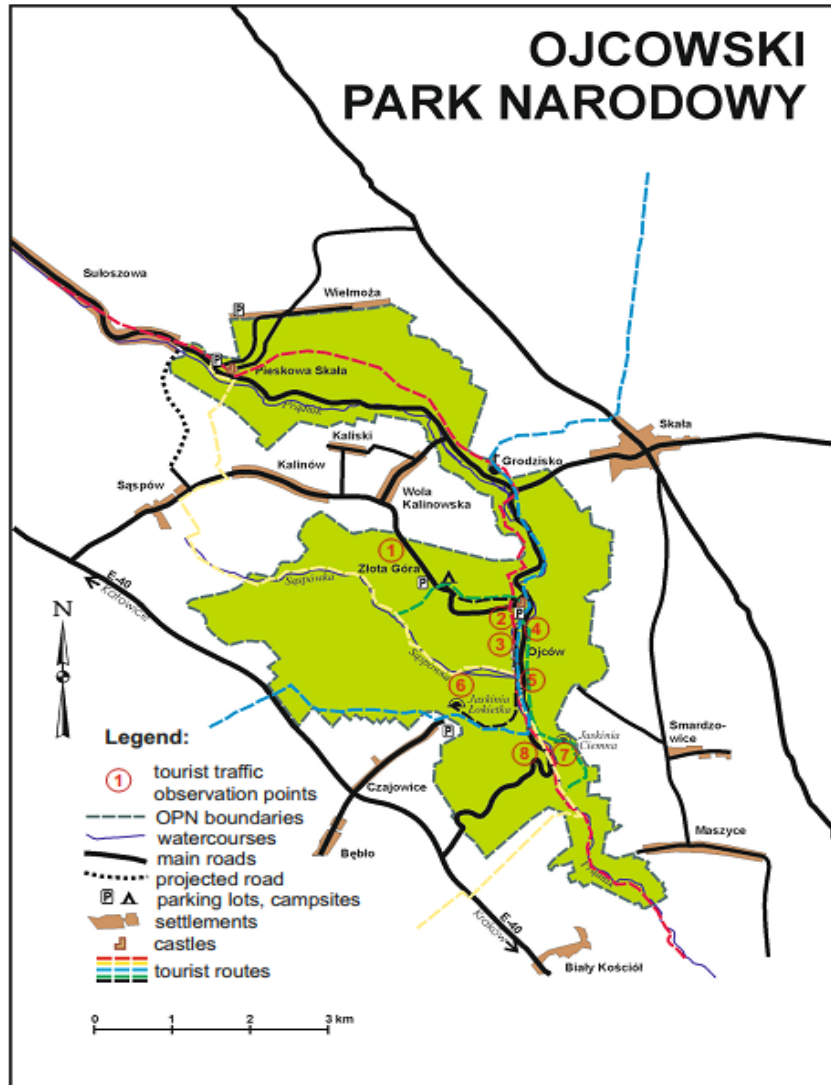 OJCOWSKI
PARK NARODOWY
Sułoszowa
Wielmoża
P
P
Pieskowa Skała
Prądnik
Skała
Kaliski
Grodzisko
Kalinów
Sąspów
Wola
Kalinowska
1
Złota Góra
Sąspówka
P
E-40
Katowice
N
2
P
4
3
Ojców
Sąspówka
6
5
Jaskinia
Łokietka
P
Jaskinia
Ciemna
8
7
Smardzo-
wice
Czajowice
Maszyce
Bębło
E-40
Kraków
Biały Kościół
Legend:
1
tourist traffic
observation points
OPN boundaries
watercourses
main roads
projected road
P
parking lots, campsites
settlements
castles
tourist routes
0 1 2 3 km